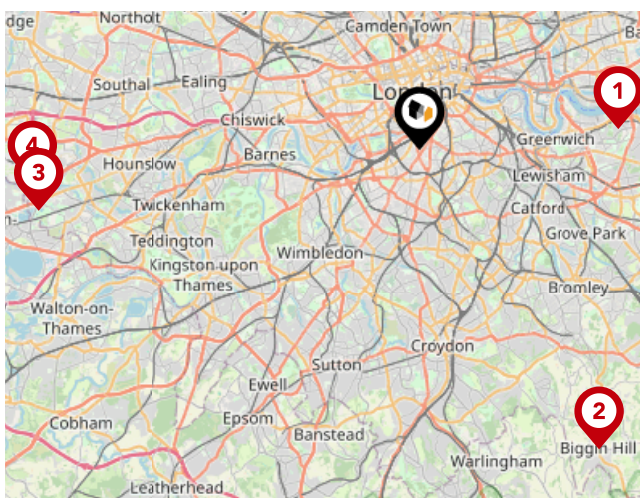 Northolt
Camden Town
dge
Ba
Southal
Ealing
London
1
Chiswick
4
Greenwich
Barnes
Hounslow
3
Lewisham
Twickenham
Catford
Grove Park
Teddington
Wimbledon
Kingston-upon
Thames
Bromley
Walton-on-
Thames
Croydon
Sutton
Ewell
2
Epsom
Cobham
Banstead
Biggin Hill
Warlingham
Leatherhead